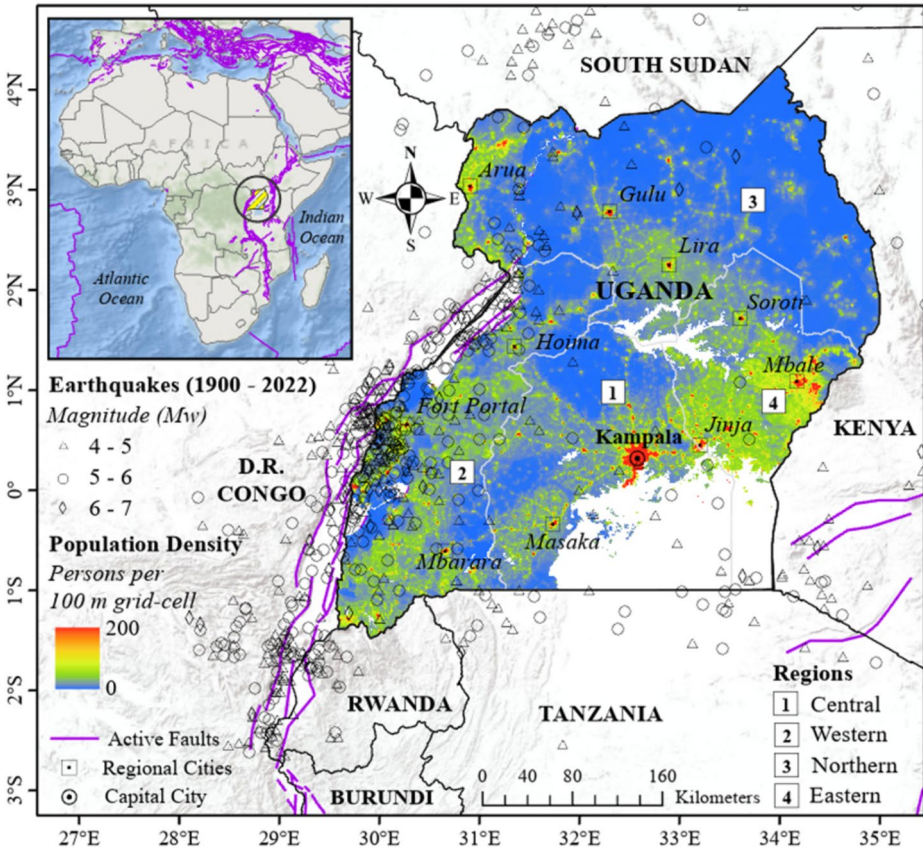 AFRICA
Indian
Ocean
Atlantic
Ocean
4°N
3°N
2°N
1°N
0°
1°S
2°S
3°S
SOUTH SUDAN
N
W
E
S
Arua
Gulu
3
Lira
UGANDA
Soroti
Hoima
Mbale
1
4
Fort Portal
Jinja
KENYA
Kampala
2
D.R.
CONGO
Masaka
Mbarara
RWANDA
TANZANIA
BURUNDI
Earthquakes (1900 - 2022)
Magnitude (Mw)
4 - 5
5 - 6
6 - 7
Population Density
Persons per
100 m grid-cell
200
0
Active Faults
Regional Cities
Capital City
Regions
1 Central
2 Western
3 Northern
4 Eastern
0 40 80 160 Kilometers
27°E 28°E 29°E 30°E 31°E 32°E 33°E 34°E 35°E